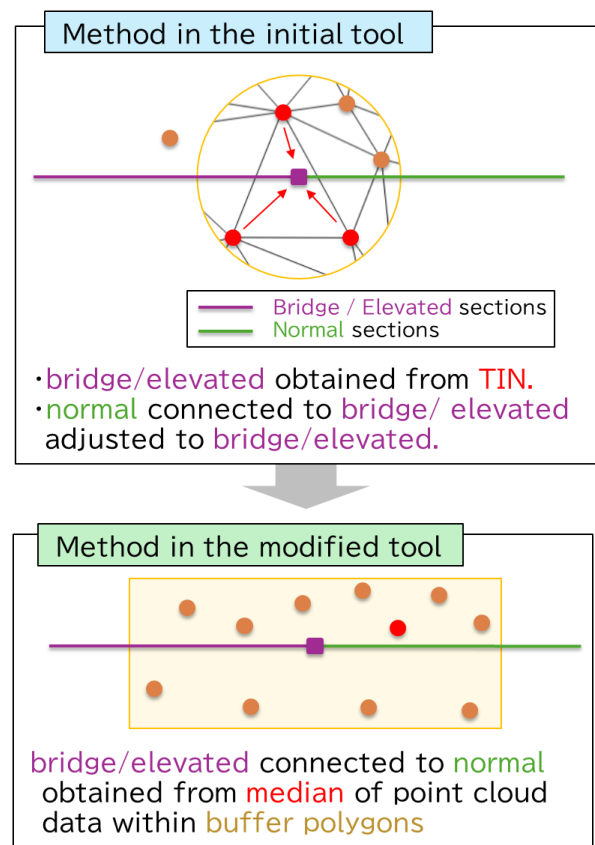 Method in the initial tool
Bridge / Elevated sections
Normal sections
・bridge/elevated obtained from TIN.
・normal connected to bridge/ elevated
adjusted to bridge/elevated.
Method in the modified tool
bridge/elevated connected to normal
obtained from median of point cloud
data within buffer polygons